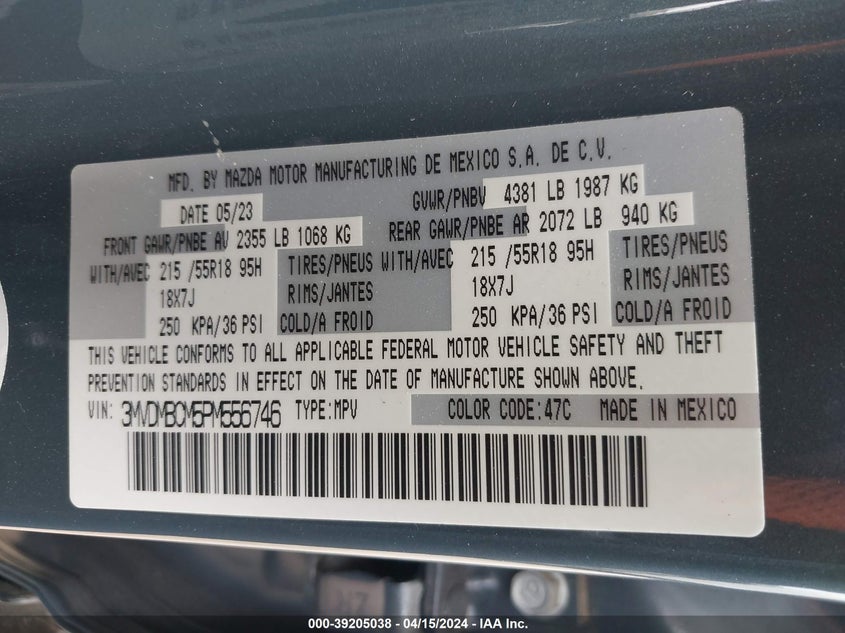 MFD. BY MAZDA MOTOR MANUFACTURING DE MEXICO S.A. DE C.V.
DATE 05/23 GVWR/PNBV 4381 LB 1987 KG
FRONT GAWR/PNBE AV 2355 LB 1068 KG REAR GAWR/PNBE AR 2072 LB 940 KG
WITH/AVEC 215 /55R18 95H TIRES/PNEUS WITH/AVEC 215 /55R18 95H TIRES/PNEUS
18X7J RIMS/JANTES 18X7J RIMS/JANTES
250 KPA/36 PSI COLD/A FROID 250 KPA/36 PSI COLD/A FROID
THIS VEHICLE CONFORMS TO ALL APPLICABLE FEDERAL MOTOR VEHICLE SAFETY AND THEFT
PREVENTION STANDARDS IN EFFECT ON THE DATE OF MANUFACTURE SHOWN ABOVE.
VIN: 3MVDMBCM5PM556746 TYPE:MPV COLOR CODE:47C MADE IN MEXICO
000-39205038 - 04/15/2024 - IAA Inc.